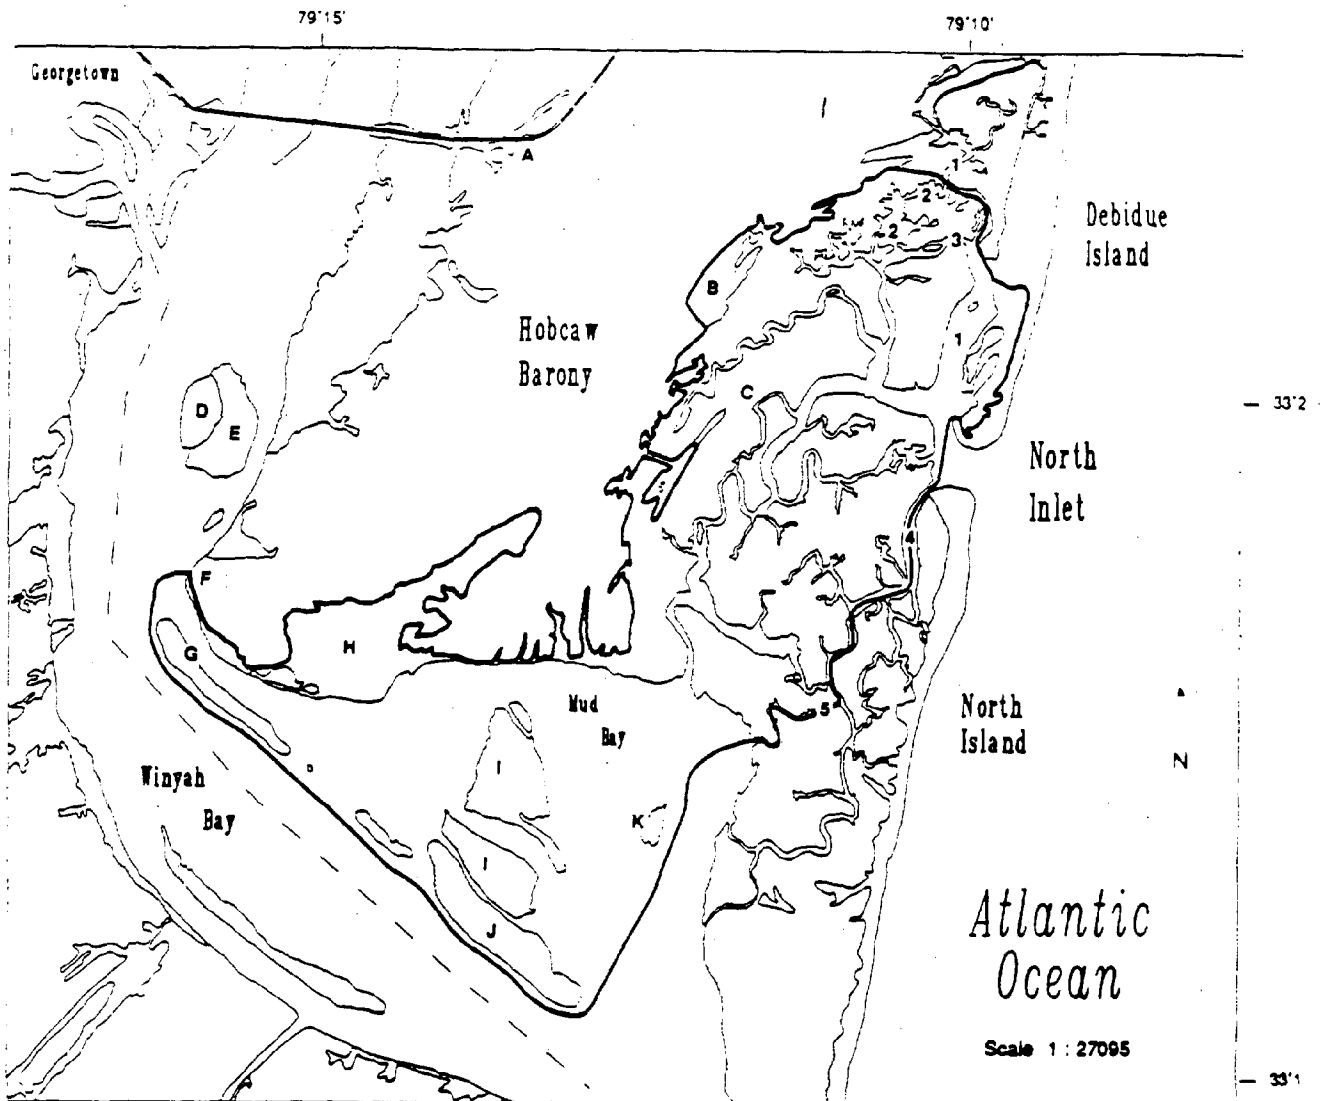 79°15'
79°10'
Georgetown
A
1
2
2
3
Debidue
Island
B
Hobcaw
Barony
1
C
D
E
33°2
North
Inlet
4
F
G
H
Mud
Bay
5
North
Island
N
Winyah
Bay
I
K
I
J
Atlantic
Ocean
Scale 1 : 27095
33°1